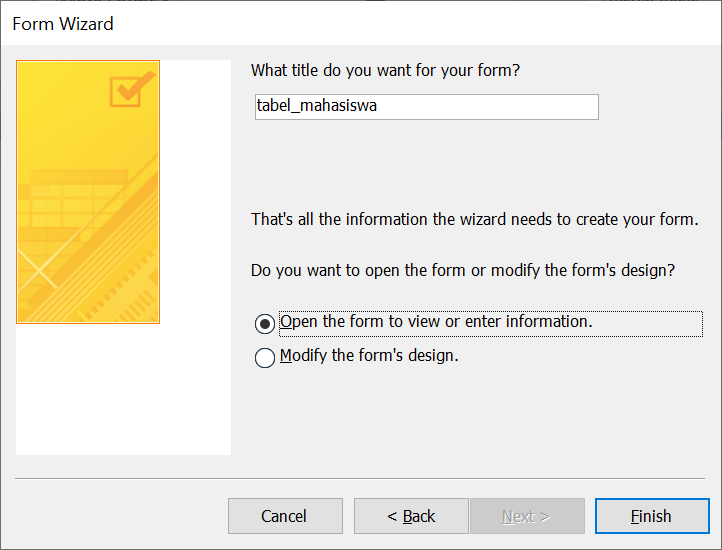 Form Wizard
What title do you want for your form?
tabel_mahasiswa
That's all the information the wizard needs to create your form.
Do you want to open the form or modify the form's design?
Open the form to view or enter information.
Modify the form's design.
Cancel
< Back
Next >
Finish